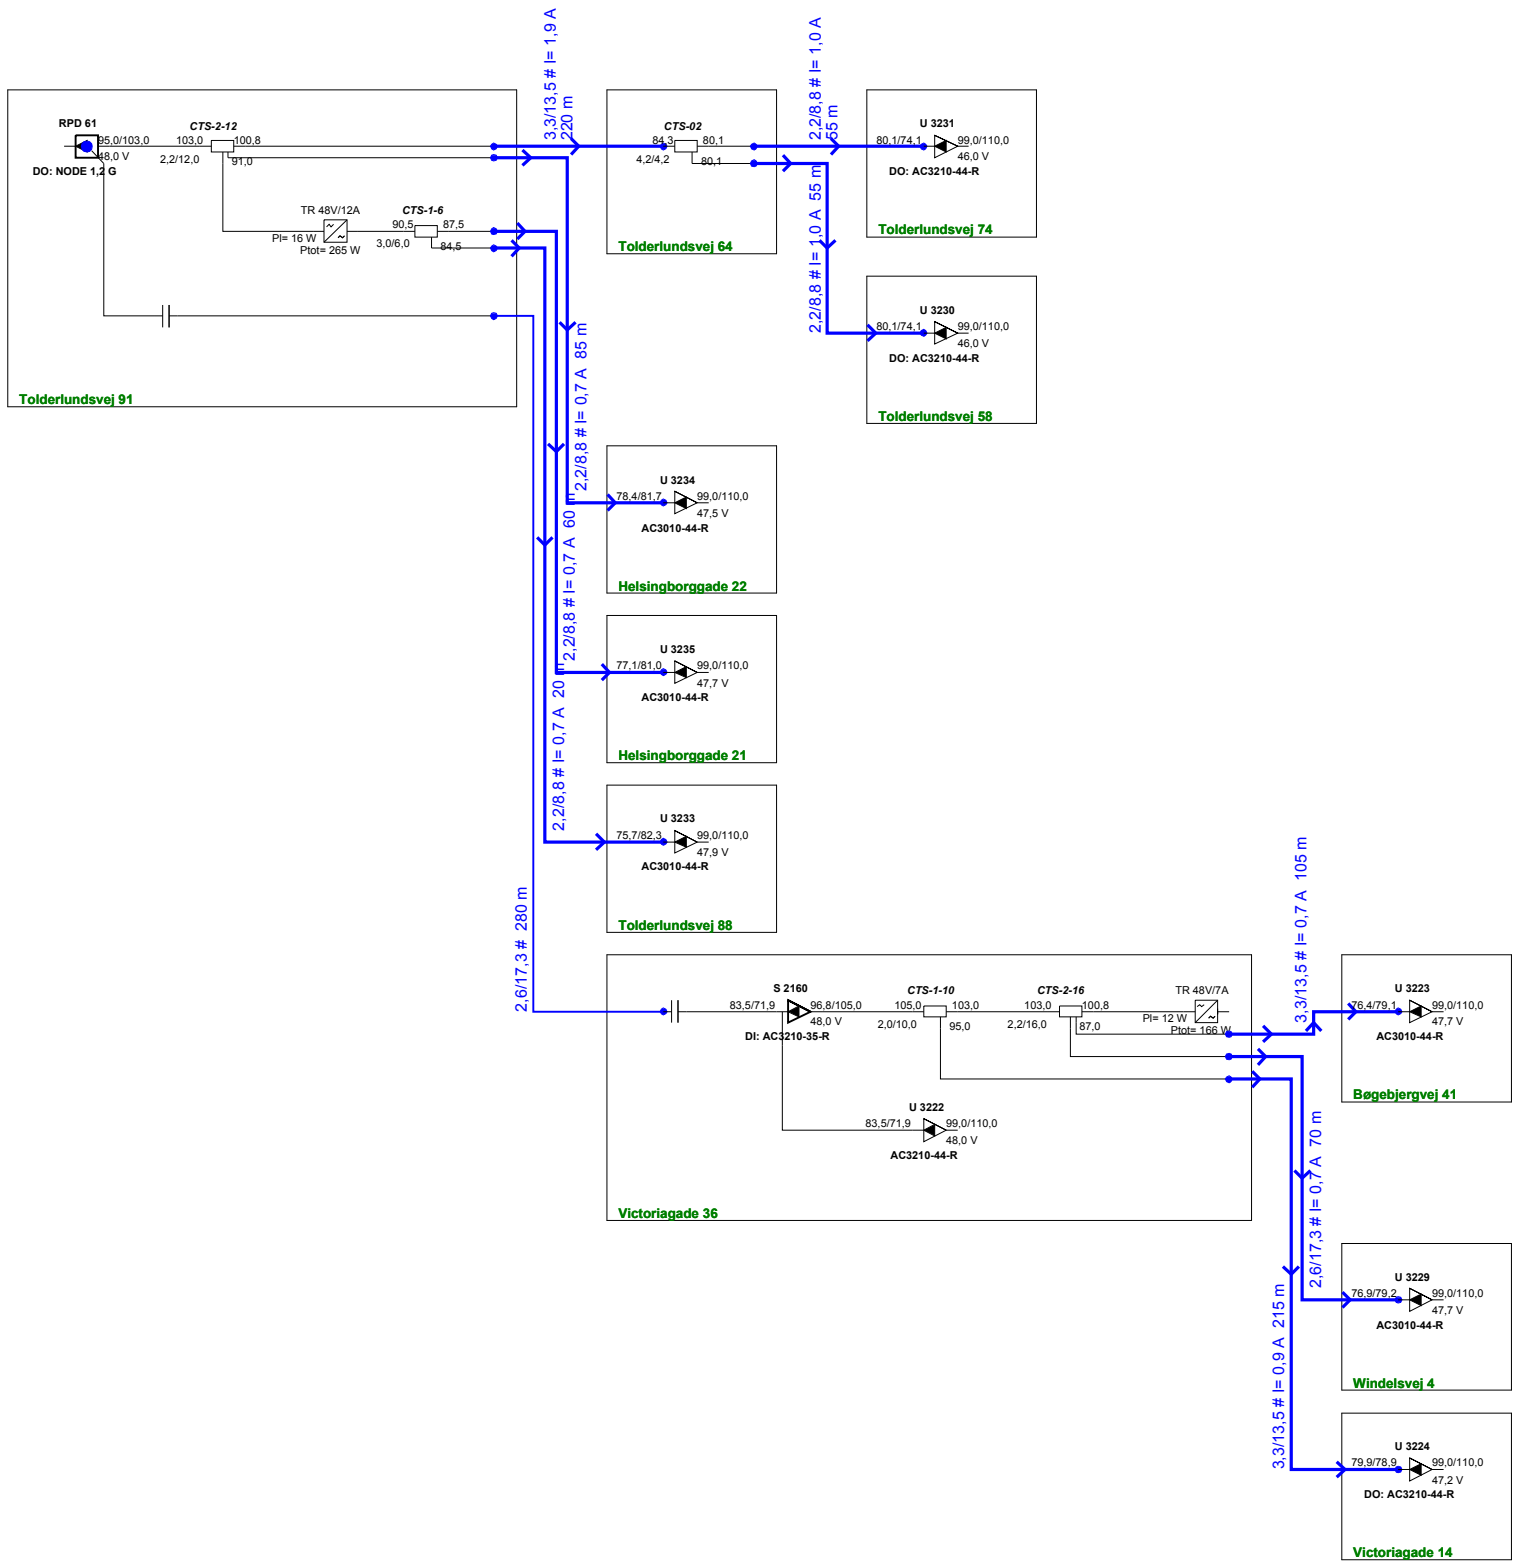 RPD 61
95,0/103,0
48,0 V
DO: NODE 1,2 G
CTS-2-12
103,0
100,8
2,2/12,0
91,0
TR 48V/12A
PI= 16 W
Ptot= 265 W
CTS-1-6
90,5
87,5
3,0/6,0
84,5
Tolderlundsvej 91
3,3/13,5 # I= 1,9 A
220 m
CTS-02
84,3
80,1
4,2/4,2
80,1
Tolderlundsvej 64
2,2/8,8 # I= 1,0 A
55 m
2,2/8,8 # I= 1,0 A 55 m
U 3231
80,1/74,1
99,0/110,0
46,0 V
DO: AC3210-44-R
Tolderlundsvej 74
U 3230
80,1/74,1
99,0/110,0
46,0 V
DO: AC3210-44-R
Tolderlundsvej 58
2,2/8,8 # I= 0,7 A 85 m
U 3234
78,4/81,7
99,0/110,0
47,5 V
AC3010-44-R
Helsingborggade 22
2,2/8,8 # I= 0,7 A 60 m
U 3235
77,1/81,0
99,0/110,0
47,7 V
AC3010-44-R
Helsingborggade 21
2,2/8,8 # I= 0,7 A 20 m
U 3233
75,7/82,3
99,0/110,0
47,9 V
AC3010-44-R
Tolderlundsvej 88
2,6/17,3 # 280 m
S 2160
83,5/71,9
96,8/105,0
48,0 V
DI: AC3210-35-R
CTS-1-10
105,0
103,0
2,0/10,0
95,0
CTS-2-16
103,0
100,8
2,2/16,0
87,0
TR 48V/7A
PI= 12 W
Ptot= 166 W
U 3222
83,5/71,9
99,0/110,0
48,0 V
AC3210-44-R
Victoriagade 36
3,3/13,5 # I= 0,7 A 105 m
U 3223
76,4/79,1
99,0/110,0
47,7 V
AC3010-44-R
Bøgebjergvej 41
2,6/17,3 # I= 0,7 A 70 m
U 3229
76,9/79,2
99,0/110,0
47,7 V
AC3010-44-R
Windelsvej 4
3,3/13,5 # I= 0,9 A 215 m
U 3224
79,9/78,9
99,0/110,0
47,2 V
DO: AC3210-44-R
Victoriagade 14